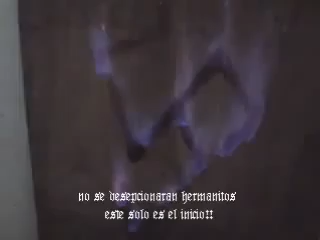 no se desepcionaran hermanitos
este solo es el inicio!!